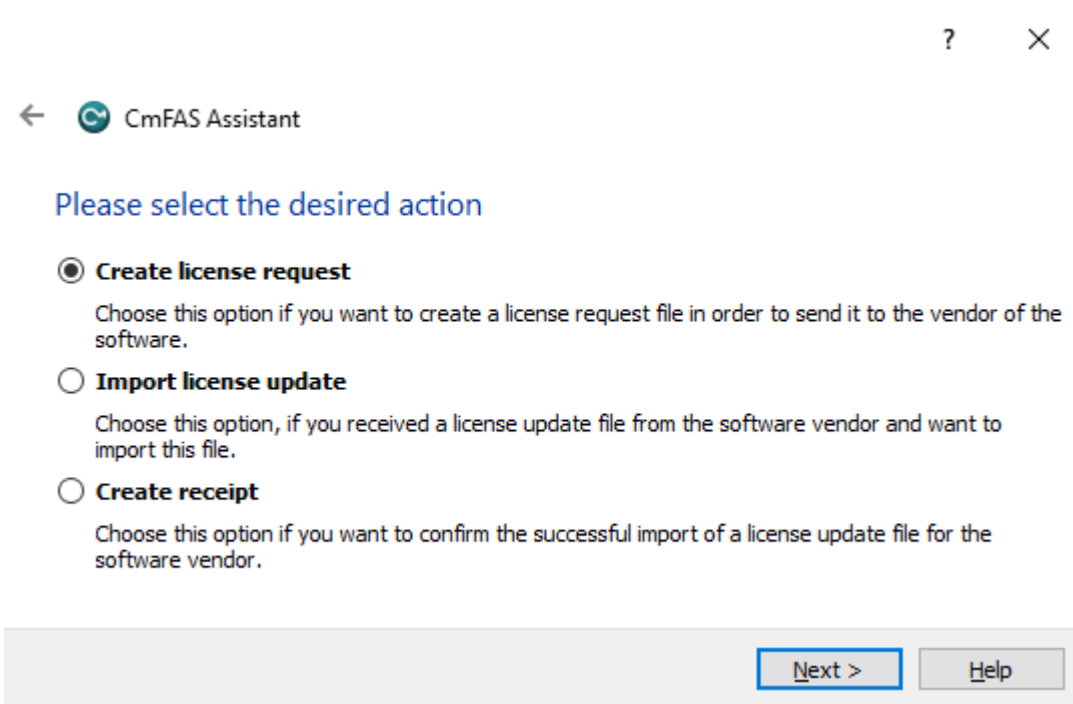 ?
CmFAS Assistant
Please select the desired action
Create license request
Choose this option if you want to create a license request file in order to send it to the vendor of the
software.
Import license update
Choose this option, if you received a license update file from the software vendor and want to
import this file.
Create receipt
Choose this option if you want to confirm the successful import of a license update file for the
software vendor.
Next > Help